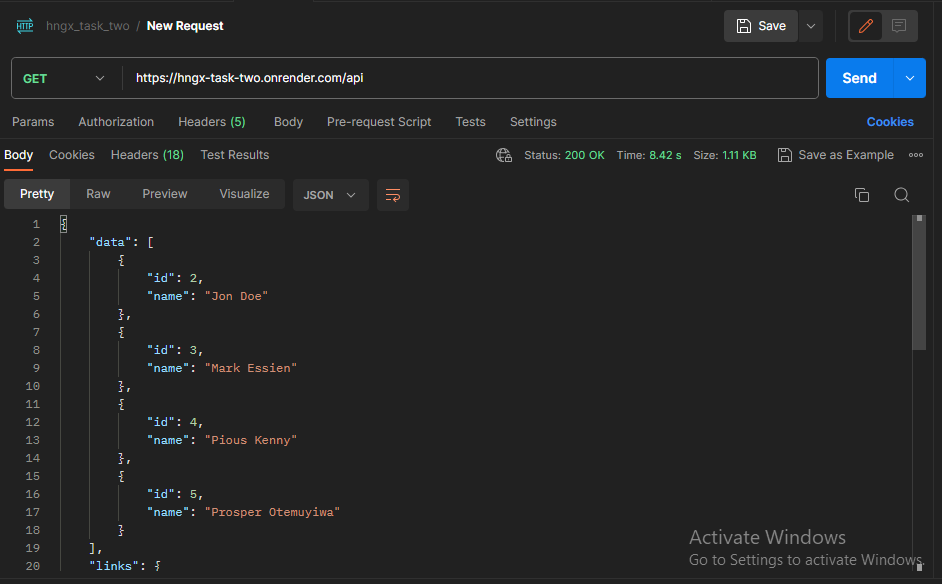 HTTP hngx_task_two / New Request Save
GET https://hngx-task-two.onrender.com/api Send
Params Authorization Headers (5) Body Pre-request Script Tests Settings Cookies
Body Cookies Headers (18) Test Results Status: 200 OK Time: 8.42 s Size: 1.11 KB Save as Example
Pretty Raw Preview Visualize JSON
1 {
2 "data": [
3 {
4 "id": 2,
5 "name": "Jon Doe"
6 },
7 {
8 "id": 3,
9 "name": "Mark Essien"
10 },
11 {
12 "id": 4,
13 "name": "Pious Kenny"
14 },
15 {
16 "id": 5,
17 "name": "Prosper Otemuyiwa"
18 }
19 ],
20 "links": {
Activate Windows
Go to Settings to activate Windows.